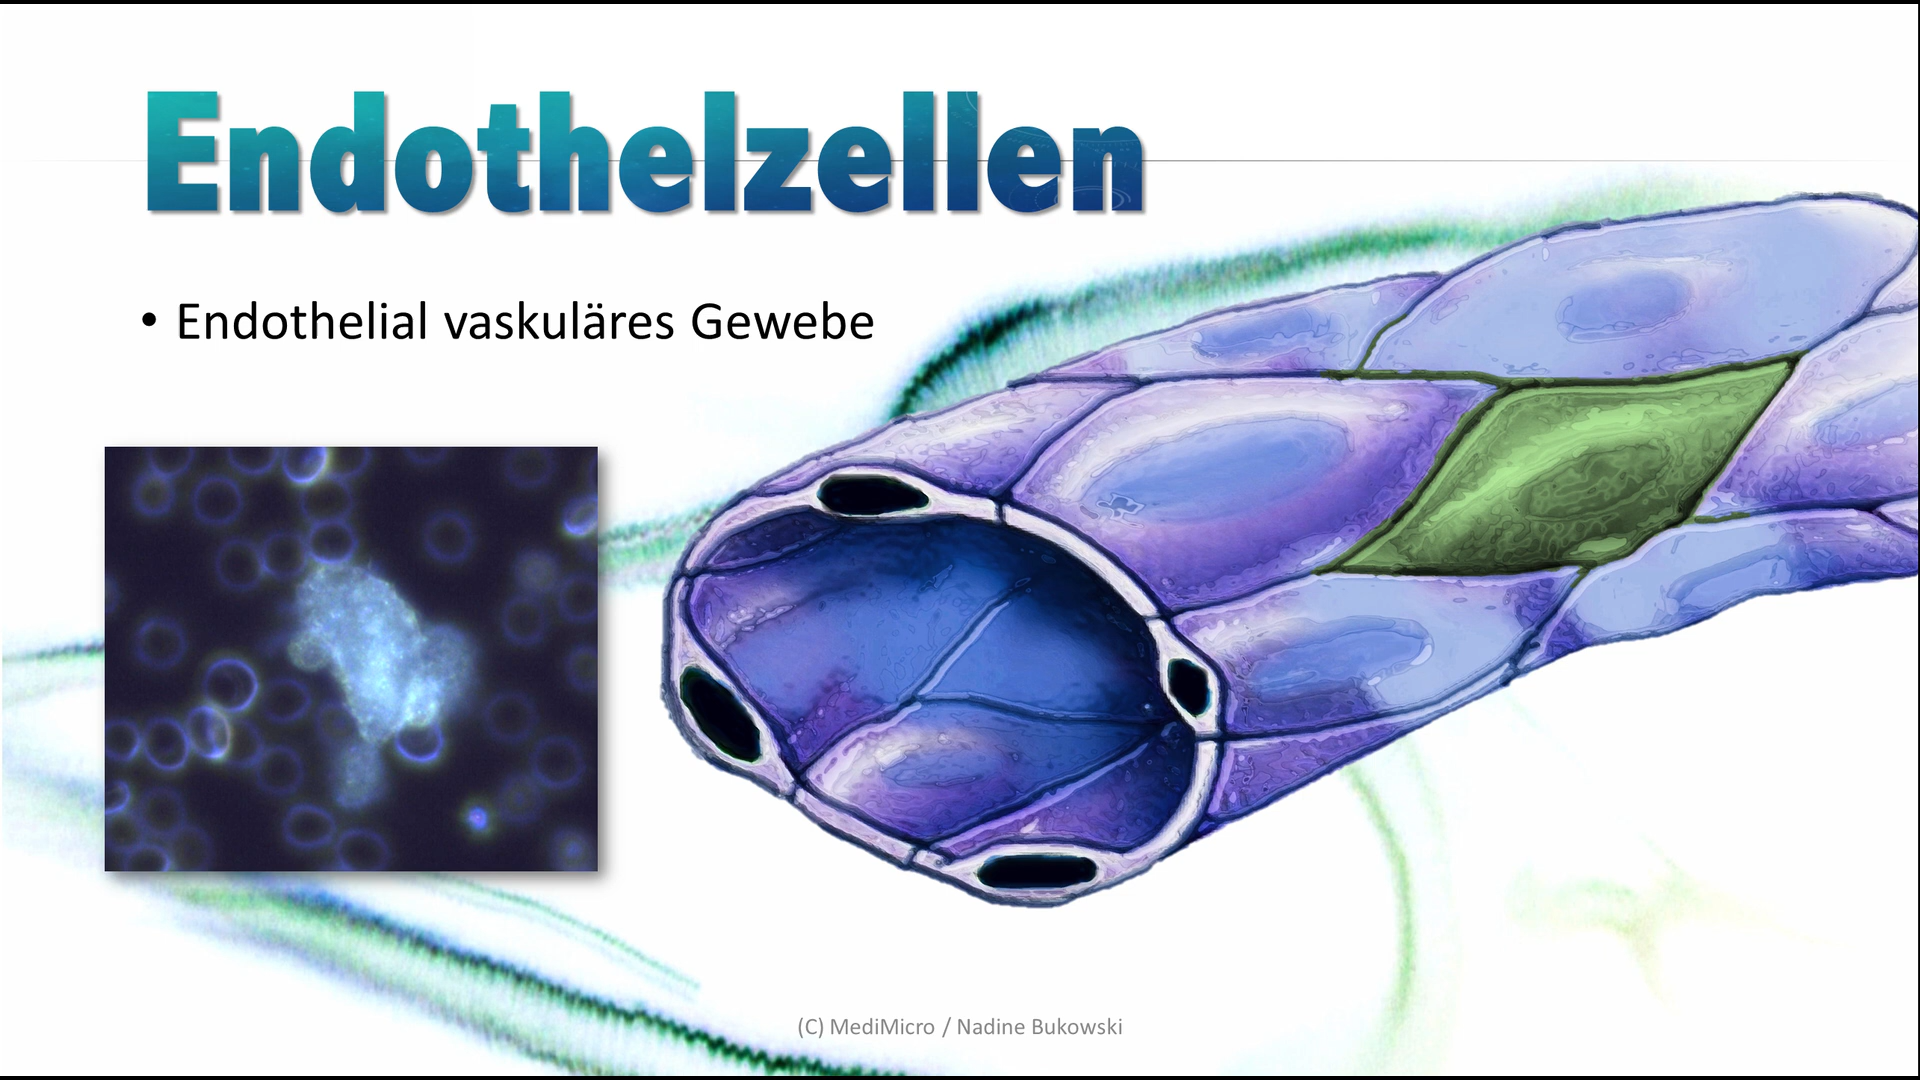 Endothelzellen
• Endothelial vaskuläres Gewebe
(C) MediMicro / Nadine Bukowski